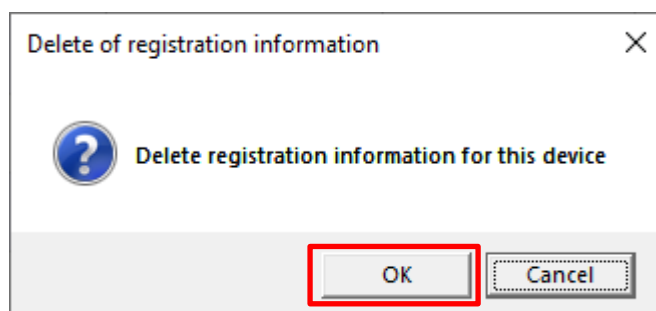 Delete of registration information
Delete registration information for this device
OK
Cancel